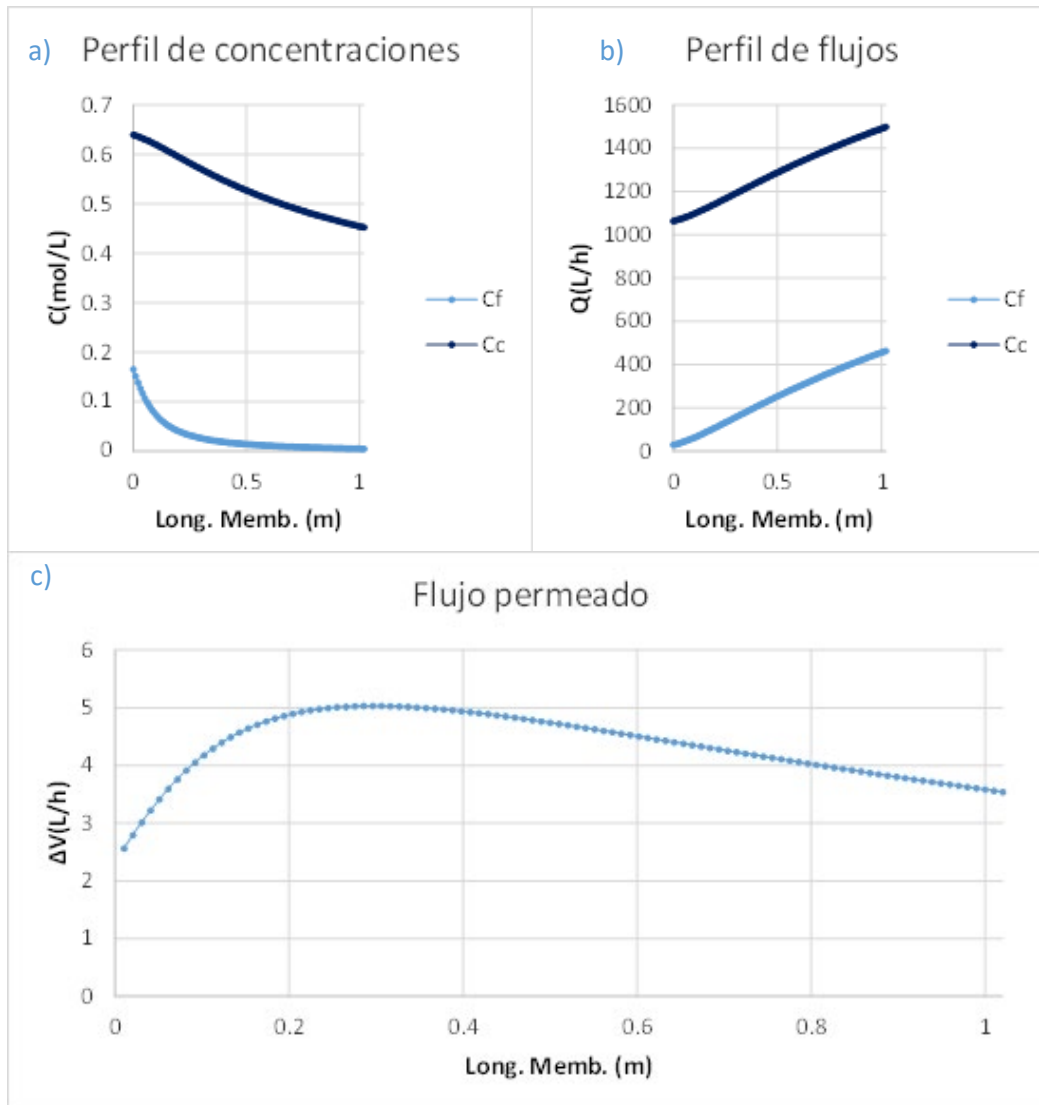 a) Perfil de concentraciones
0.7
0.6
0.5
0.4
0.3
0.2
0.1
0
C(mol/L)
0 0.5 1
Long. Memb. (m)
Cf
Cc
b) Perfil de flujos
1600
1400
1200
1000
800
600
400
200
0
Q(L/h)
0 0.5 1
Long. Memb. (m)
Cf
Cc
c)
Flujo permeado
6
5
4
3
2
1
0
ΔV(L/h)
0 0.2 0.4 0.6 0.8 1
Long. Memb. (m)